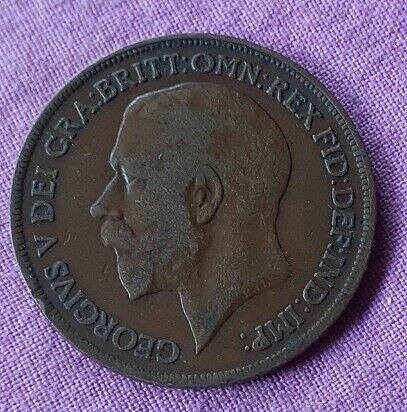 GEORGIVS V DEI GRA:BRITT:OMN:REX FID:DEF:IND:IMP: